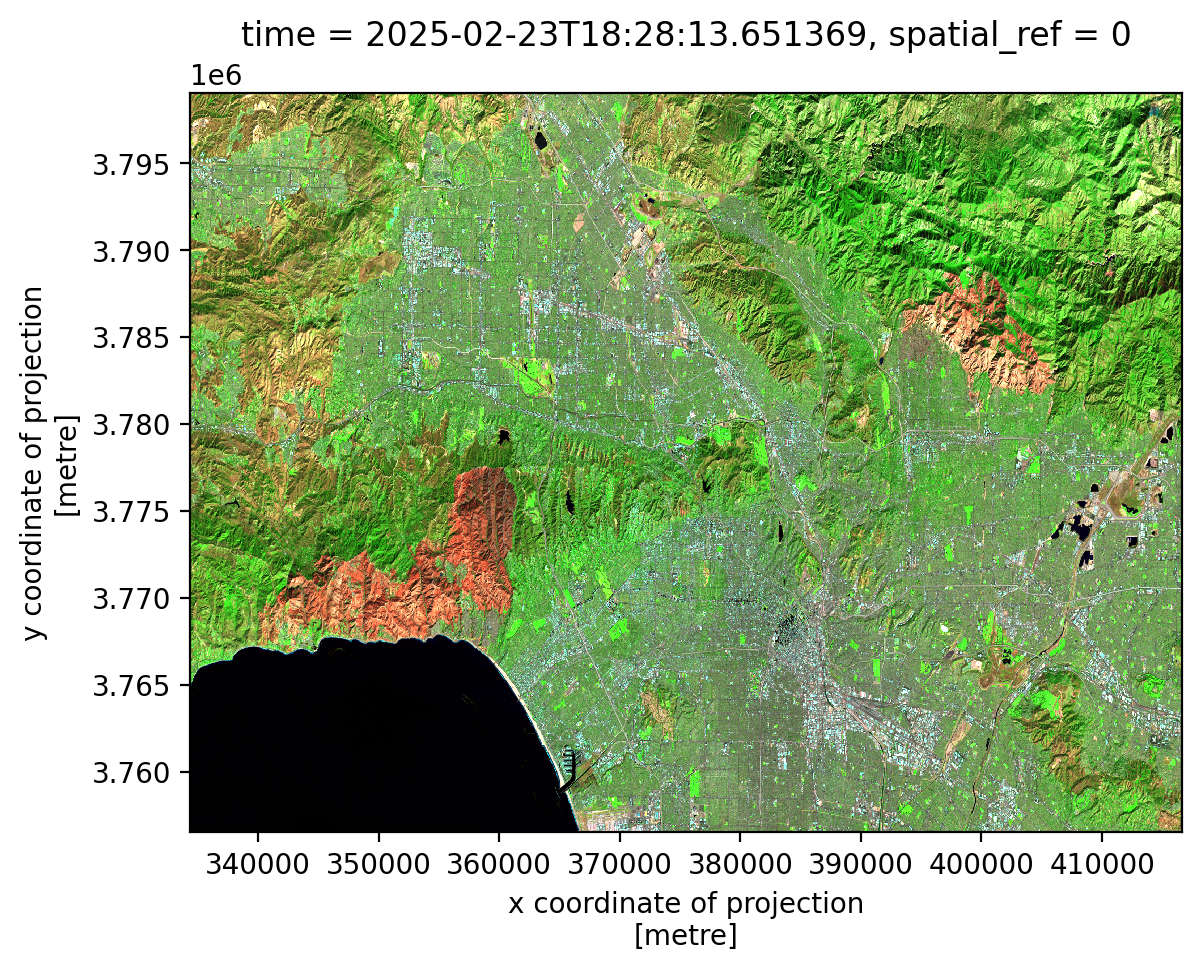 time = 2025-02-23T18:28:13.651369, spatial_ref = 0
1e6
3.795
3.790
3.785
3.780
3.775
3.770
3.765
3.760
y coordinate of projection
[metre]
340000 350000 360000 370000 380000 390000 400000 410000
x coordinate of projection
[metre]